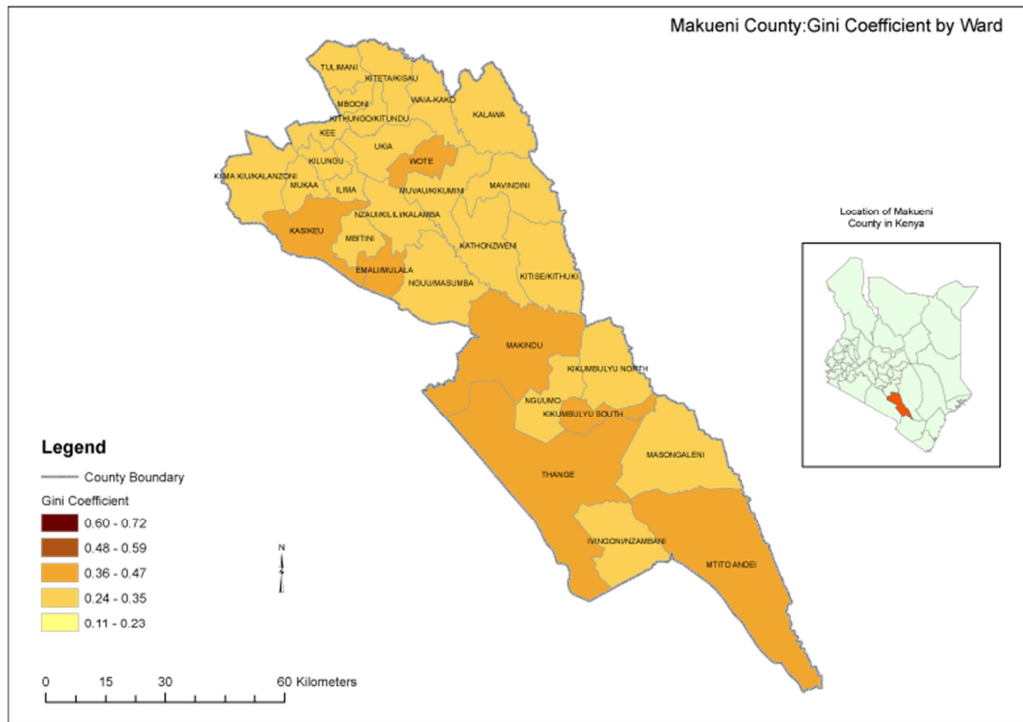 Makueni County:Gini Coefficient by Ward
TULIMANI
KITETA/KISAU
MBOONI
WAIA-KAKO
KALAWA
KITHUNGO/KITUNDU
KEE
UKIA
WOTE
KILUNGU
KIIMA KIU/KALANZONI
MUKAA
ILIMA
MUVAU/KIKUMINI
MAVINDINI
NZAUI/KILILI/KALAMBA
KASIKEU
MBITINI
KATHONZWENI
EMALI/MULALA
NGUU/MASUMBA
KITISE/KITHUKI
MAKINDU
KIKUMBULYU NORTH
NGUUMO
KIKUMBULYU SOUTH
MASONGALENI
THANGE
IVINGONI/NZAMBANI
MTITO ANDEI
Location of Makueni
County in Kenya
Legend
County Boundary
Gini Coefficient
0.60 - 0.72
0.48 - 0.59
0.36 - 0.47
0.24 - 0.35
0.11 - 0.23
N
0 15 30 60 Kilometers